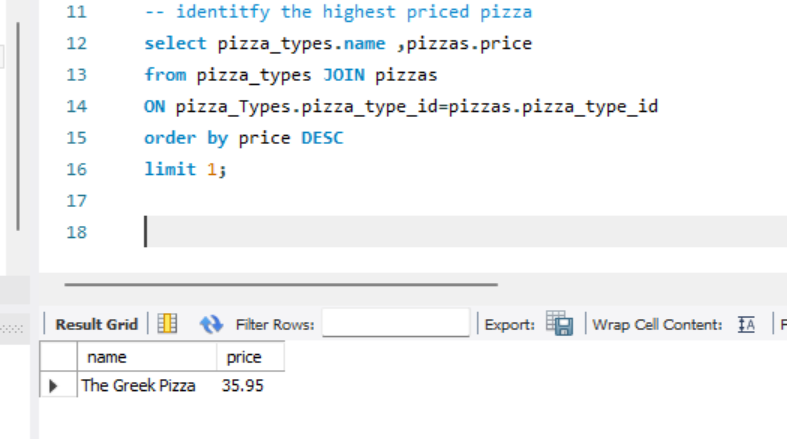 11 -- identitfy the highest priced pizza
12 select pizza_types.name ,pizzas.price
13 from pizza_types JOIN pizzas
14 ON pizza_Types.pizza_type_id=pizzas.pizza_type_id
15 order by price DESC
16 limit 1;
17
18
Result Grid Filter Rows: Export: Wrap Cell Content:
name price
The Greek Pizza 35.95